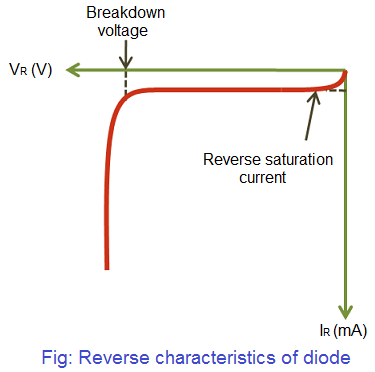 Breakdown
voltage
VR (V)
Reverse saturation
current
IR (mA)
Fig: Reverse characteristics of diode